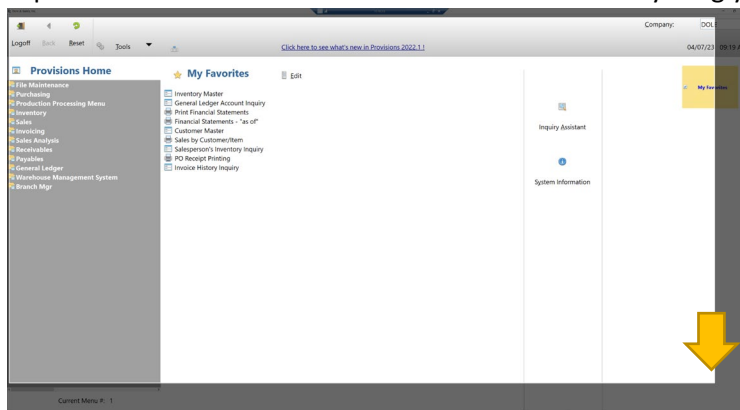 Company: DOLE
Logoff Back Reset Tools
Click here to see what's new in Provisions 2022.1 !
04/07/23 09:19 A
Provisions Home
File Maintenance
Purchasing
Production Processing Menu
Inventory
Sales
Invoicing
Sales Analysis
Receivables
Payables
General Ledger
Warehouse Management System
Branch Mgr
My Favorites
Edit
Inventory Master
General Ledger Account Inquiry
Print Financial Statements
Financial Statements - "as of"
Customer Master
Sales by Customer/Item
Salesperson's Inventory Inquiry
PO Receipt Printing
Invoice History Inquiry
Inquiry Assistant
System Information
My Favorites
Current Menu #: 1